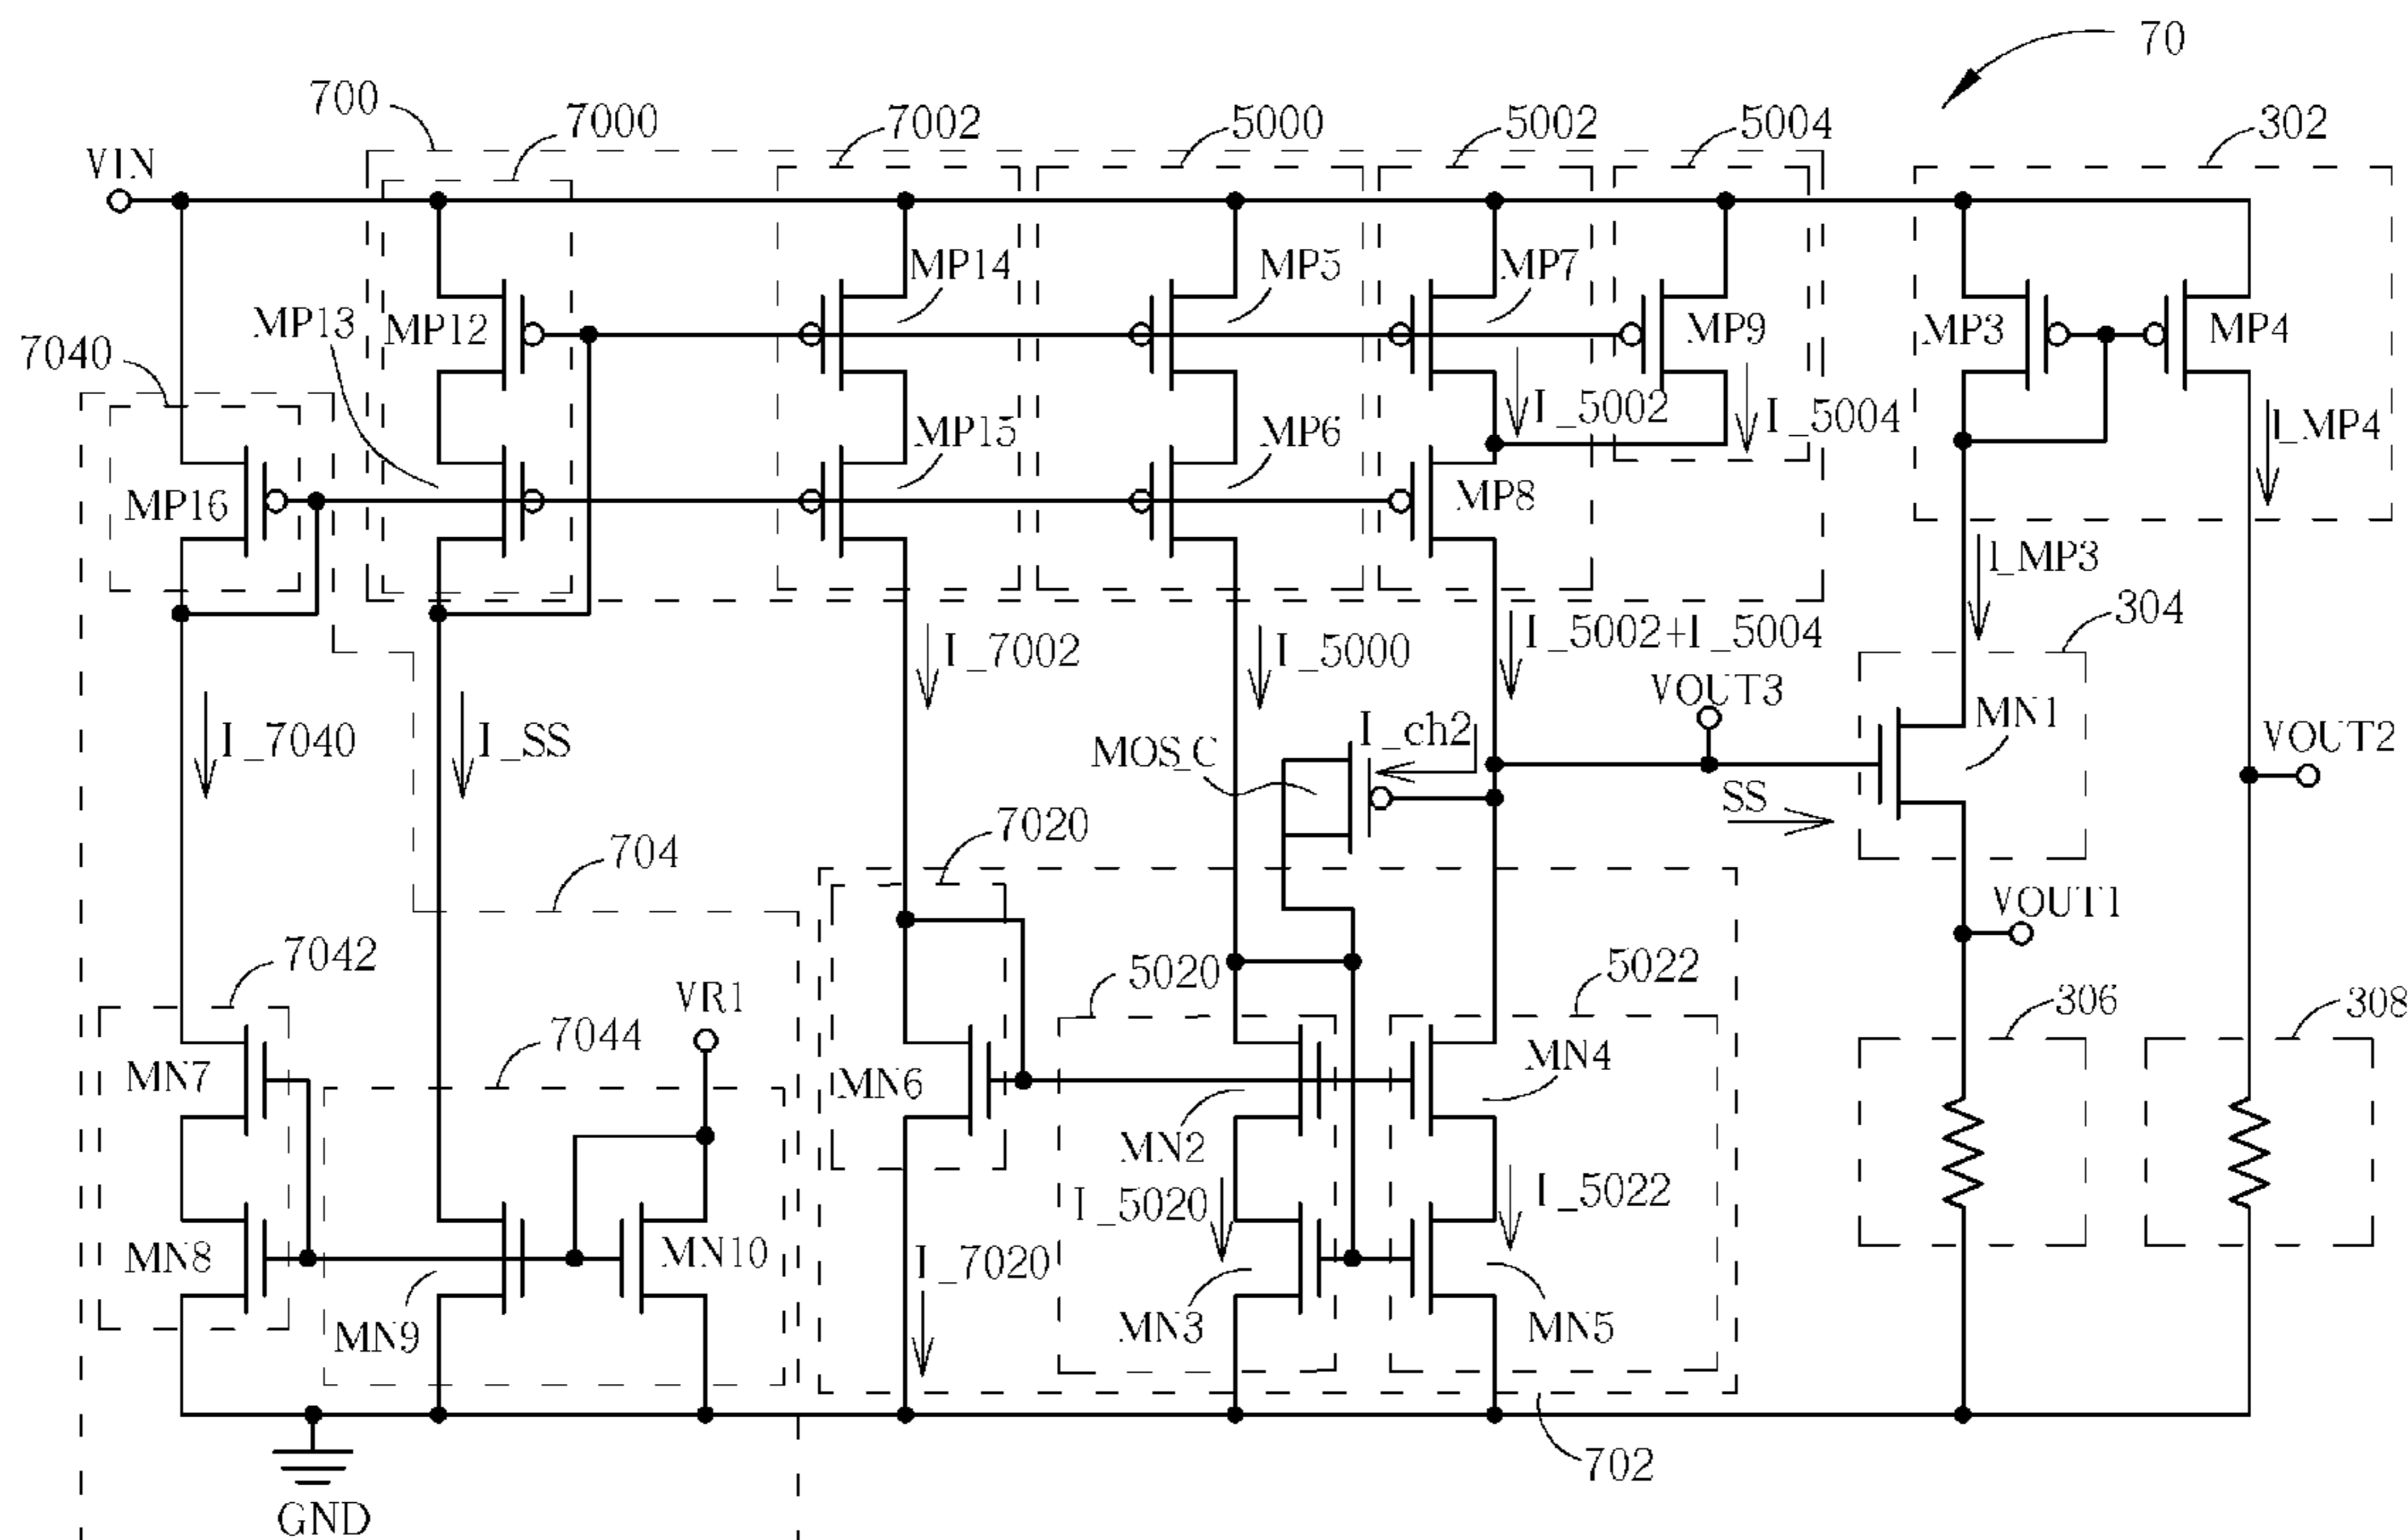 70
700
7000
7002
5000
5002
5004
302
VIN
MP14
MP5
MP7
MP13
MP12
MP9
MP3
MP4
7040
I_5002
I_5004
I_MP4
MP15
MP6
MP16
MP8
I_MP3
304
I_7002
I_5000
I_5002+I_5004
VOUT3
MN1
I_7040
I_SS
MOS_C
I_ch2
VOUT2
SS
7020
704
VOUT1
7042
5020
5022
VR1
306
308
7044
MN7
MN6
MN4
MN2
I_5020
I_5022
MN8
MN10
I_7020
MN9
MN3
MN5
702
GND